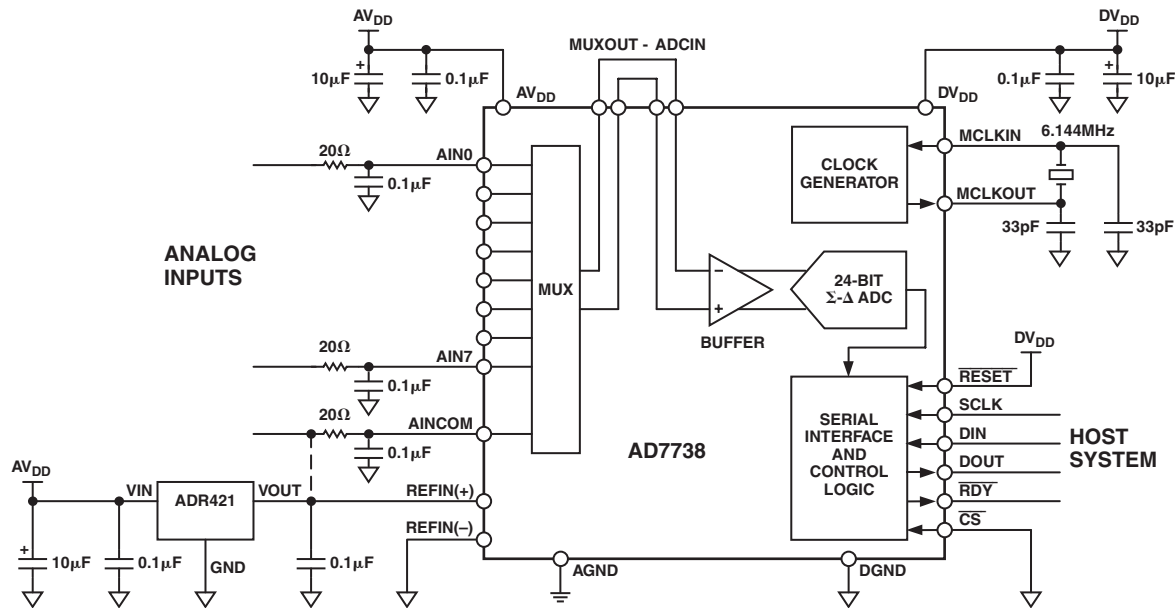 AVDD
DVDD
MUXOUT - ADCIN
10µF
+
0.1µF
0.1µF
+
10µF
AVDD
DVDD
6.144MHz
MCLKIN
20Ω
AIN0
0.1µF
CLOCK
GENERATOR
MCLKOUT
33pF
33pF
ANALOG
INPUTS
MUX
–
+
24-BIT
Σ-Δ ADC
BUFFER
DVDD
20Ω
AIN7
0.1µF
RESET
20Ω
AINCOM
0.1µF
SCLK
SERIAL
INTERFACE
AND
CONTROL
LOGIC
DIN
HOST
SYSTEM
AD7738
DOUT
AVDD
VIN
ADR421
VOUT
REFIN(+)
RDY
REFIN(–)
CS
+
10µF
0.1µF
GND
0.1µF
AGND
DGND